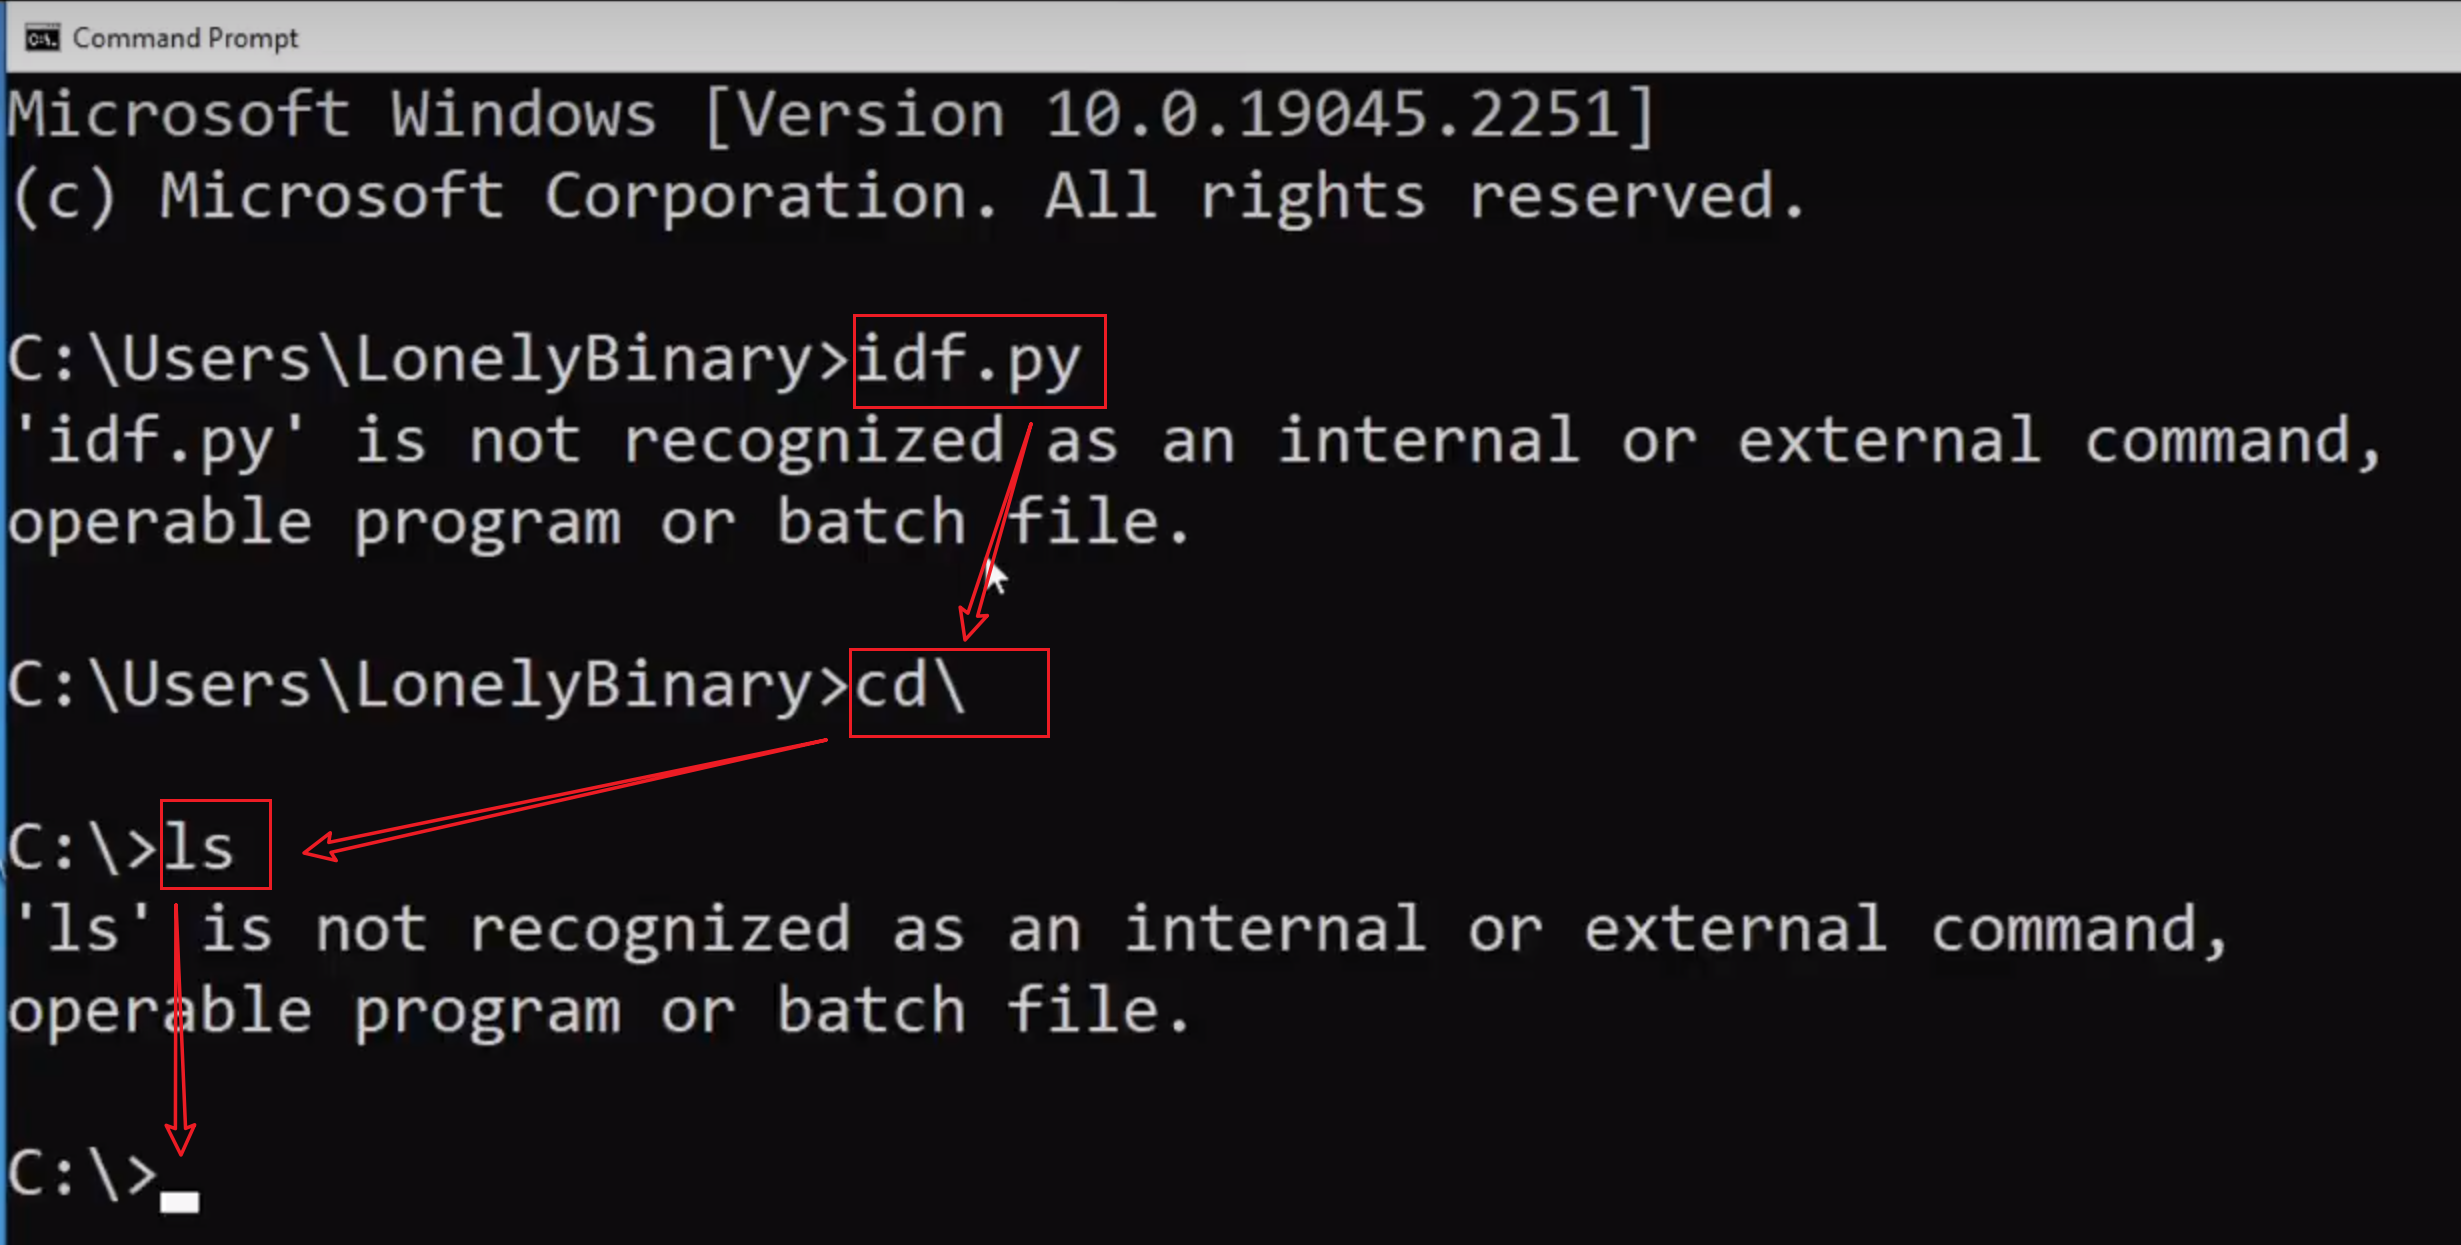 Command Prompt
Microsoft Windows [Version 10.0.19045.2251]
(c) Microsoft Corporation. All rights reserved.
C:\Users\LonelyBinary>idf.py
'idf.py' is not recognized as an internal or external command,
operable program or batch file.
C:\Users\LonelyBinary>cd\
C:\>ls
'ls' is not recognized as an internal or external command,
operable program or batch file.
C:\>